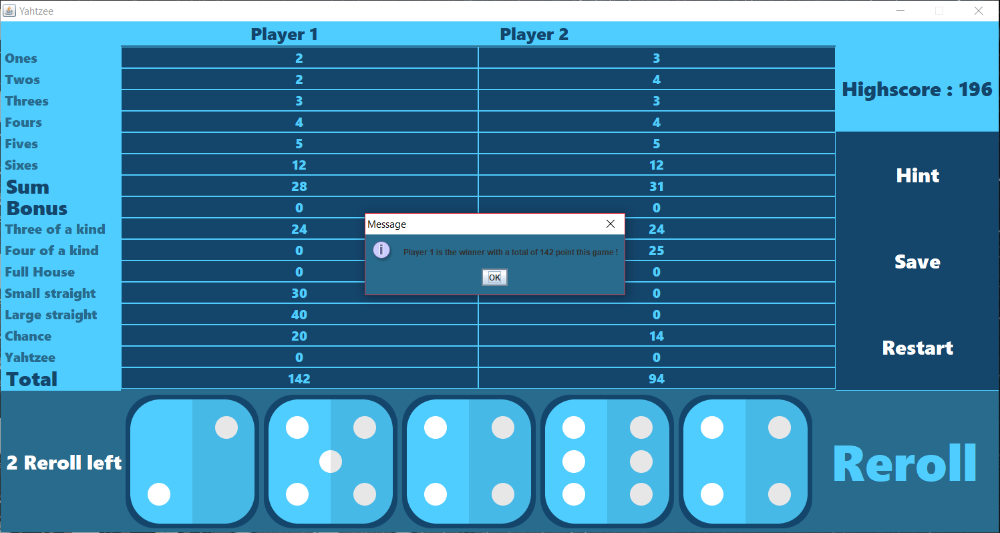 Yahtzee
Player 1 Player 2
Ones 2 3
Twos 2 4
Highscore : 196
Threes 3 3
Fours 4 4
Fives 5 5
Sixes 12 12
Hint
Sum 28 31
Bonus 0 0
Message
Three of a kind 24 24
Four of a kind 0 25
Player 1 is the winner with a total of 142 point this game !
Save
Full House 0 0
OK
Small straight 30 0
Large straight 40 0
Chance 20 14
Restart
Yahtzee 0 0
Total 142 94
2 Reroll left
Reroll